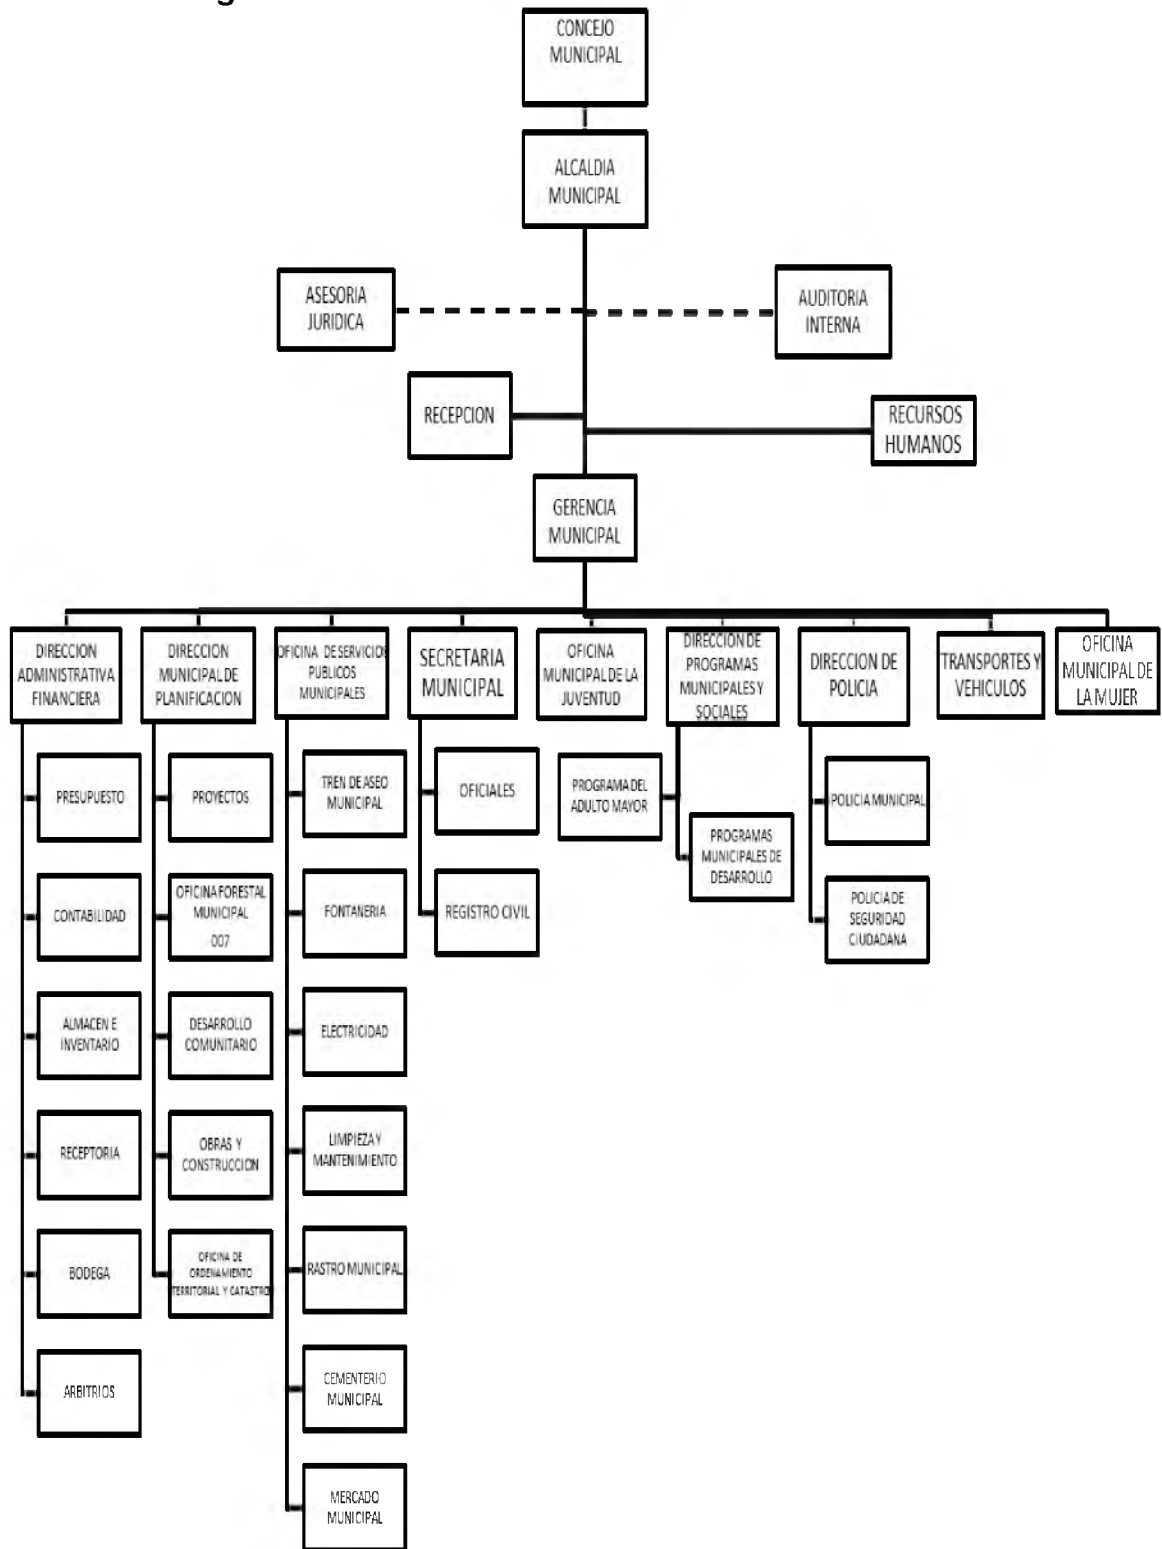 CONCEJO
MUNICIPAL
ALCALDIA
MUNICIPAL
ASESORIA
JURIDICA
AUDITORIA
INTERNA
RECEPCION
RECURSOS
HUMANOS
GERENCIA
MUNICIPAL
DIRECCION
ADMINISTRATIVA
FINANCIERA
DIRECCION
MUNICIPAL DE
PLANIFICACION
OFICINA DE SERVICIOS
PUBLICOS
MUNICIPALES
SECRETARIA
MUNICIPAL
OFICINA
MUNICIPAL DE LA
JUVENTUD
DIRECCION DE
PROGRAMAS
MUNICIPALES Y
SOCIALES
DIRECCION DE
POLICIA
TRANSPORTES Y
VEHICULOS
OFICINA
MUNICIPAL DE
LA MUJER
PRESUPUESTO
CONTABILIDAD
ALMACEN E
INVENTARIO
RECEPTORIA
BODEGA
ARBITRIOS
PROYECTOS
OFICINA FORESTAL
MUNICIPAL
007
DESARROLLO
COMUNITARIO
OBRAS Y
CONSTRUCCION
OFICINA DE
ORDENAMIENTO
TERRITORIAL Y CATASTRO
TREN DE ASEO
MUNICIPAL
FONTANERIA
ELECTRICIDAD
LIMPIEZA Y
MANTENIMIENTO
RASTRO MUNICIPAL
CEMENTERIO
MUNICIPAL
MERCADO
MUNICIPAL
OFICIALES
REGISTRO CIVIL
PROGRAMA DEL
ADULTO MAYOR
PROGRAMAS
MUNICIPALES DE
DESARROLLO
POLICIA MUNICIPAL
POLICIA DE
SEGURIDAD
CIUDADANA